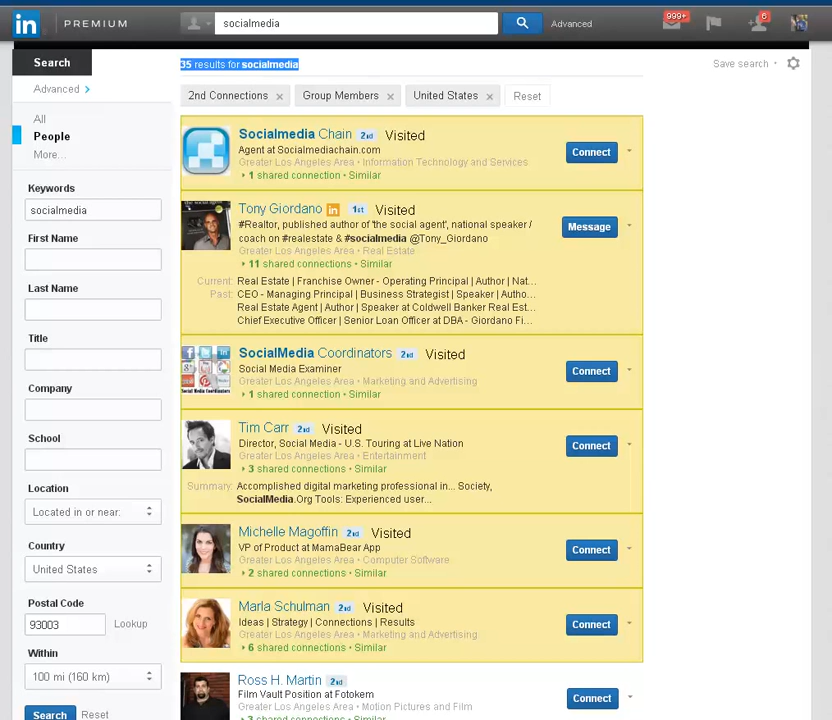 in PREMIUM socialmedia Advanced 999+ 6
Search
Advanced
All
People
More...
Keywords
socialmedia
First Name
Last Name
Title
Company
School
Location
Located in or near:
Country
United States
Postal Code
93003 Lookup
Within
100 mi (160 km)
Search Reset
35 results for socialmedia
Save search
2nd Connections × Group Members × United States × Reset
Socialmedia Chain 2nd Visited
Agent at Socialmediachain.com
Greater Los Angeles Area • Information Technology and Services
1 shared connection • Similar
Connect
Tony Giordano in 1st Visited
#Realtor, published author of 'the social agent', national speaker /
coach on #realestate & #socialmedia @Tony_Giordano
Greater Los Angeles Area • Real Estate
11 shared connections • Similar
Message
Current: Real Estate | Franchise Owner - Operating Principal | Author | Nat...
Past: CEO - Managing Principal | Business Strategist | Speaker | Autho...
Real Estate Agent | Author | Speaker at Coldwell Banker Real Est...
Chief Executive Officer | Senior Loan Officer at DBA - Giordano Fi...
SocialMedia Coordinators 2nd Visited
Social Media Examiner
Greater Los Angeles Area • Marketing and Advertising
1 shared connection • Similar
Connect
Social Media Coordinators
Tim Carr 2nd Visited
Director, Social Media - U.S. Touring at Live Nation
Greater Los Angeles Area • Entertainment
3 shared connections • Similar
Connect
Summary: Accomplished digital marketing professional in... Society,
SocialMedia.Org Tools: Experienced user...
Michelle Magoffin 2nd Visited
VP of Product at MamaBear App
Greater Los Angeles Area • Computer Software
2 shared connections • Similar
Connect
Marla Schulman 2nd Visited
Ideas | Strategy | Connections | Results
Greater Los Angeles Area • Marketing and Advertising
6 shared connections • Similar
Connect
Ross H. Martin 2nd
Film Vault Position at Fotokem
Greater Los Angeles Area • Motion Pictures and Film
3 shared connections • Similar
Connect